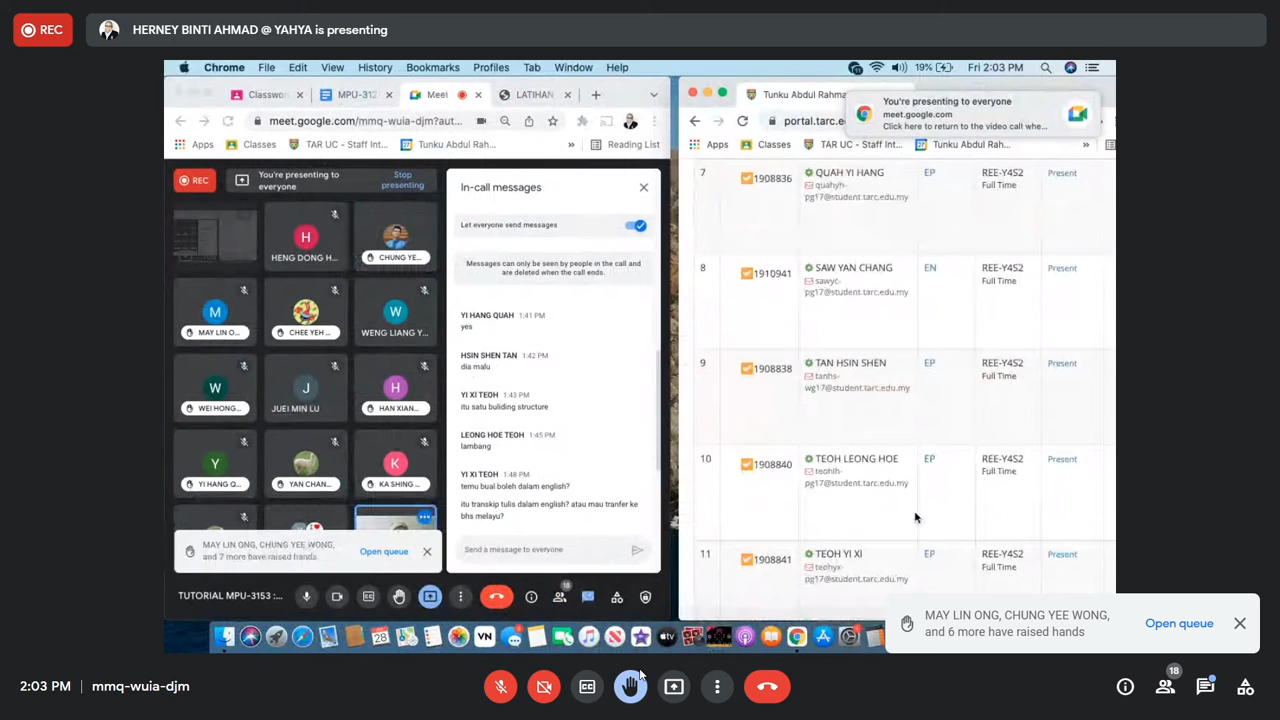 REC
HERNEY BINTI AHMAD @ YAHYA is presenting
Chrome File Edit View History Bookmarks Profiles Tab Window Help
19% Fri 2:03 PM
Classwo
MPU-312
Meet
LATIHAN
meet.google.com/mmq-wuia-djm?aut...
Apps Classes TAR UC - Staff Int... Tunku Abdul Rah... » Reading List
REC
You're presenting to
everyone
Stop
presenting
HENG DONG H...
CHUNG YE...
MAY LIN O...
CHEE YEH ...
WENG LIANG Y...
WEI HONG...
JUEI MIN LU
HAN XIAN...
YI HANG Q...
YAN CHAN...
KA SHING ...
MAY LIN ONG, CHUNG YEE WONG,
and 7 more have raised hands
Open queue
TUTORIAL MPU-3153 :...
18
In-call messages
Let everyone send messages
Messages can only be seen by people in the call and
are deleted when the call ends.
YI HANG QUAH 1:41 PM
yes
HSIN SHEN TAN 1:42 PM
dia malu
YI XI TEOH 1:43 PM
itu satu buliding structure
LEONG HOE TEOH 1:45 PM
lambang
YI XI TEOH 1:48 PM
temu bual boleh dalam english?
itu transkip tulis dalam english? atau mau tranfer ke
bhs melayu?
Send a message to everyone
Tunku Abdul Rahma
portal.tarc.e
You're presenting to everyone
meet.google.com
Click here to return to the video call whe...
Apps Classes TAR UC - Staff Int... Tunku Abdul Rah... »
7 1908836 QUAH YI HANG EP REE-Y4S2 Present
quahyh- Full Time
pg17@student.tarc.edu.my
8 1910941 SAW YAN CHANG EN REE-Y4S2 Present
sawyc- Full Time
pg17@student.tarc.edu.my
9 1908838 TAN HSIN SHEN EP REE-Y4S2 Present
tanhs- Full Time
wg17@student.tarc.edu.my
10 1908840 TEOH LEONG HOE EP REE-Y4S2 Present
teohlh- Full Time
pg17@student.tarc.edu.my
11 1908841 TEOH YI XI EP REE-Y4S2 Present
teohyx- Full Time
pg17@student.tarc.edu.my
MAY LIN ONG, CHUNG YEE WONG,
and 6 more have raised hands
Open queue
2:03 PM mmq-wuia-djm
18